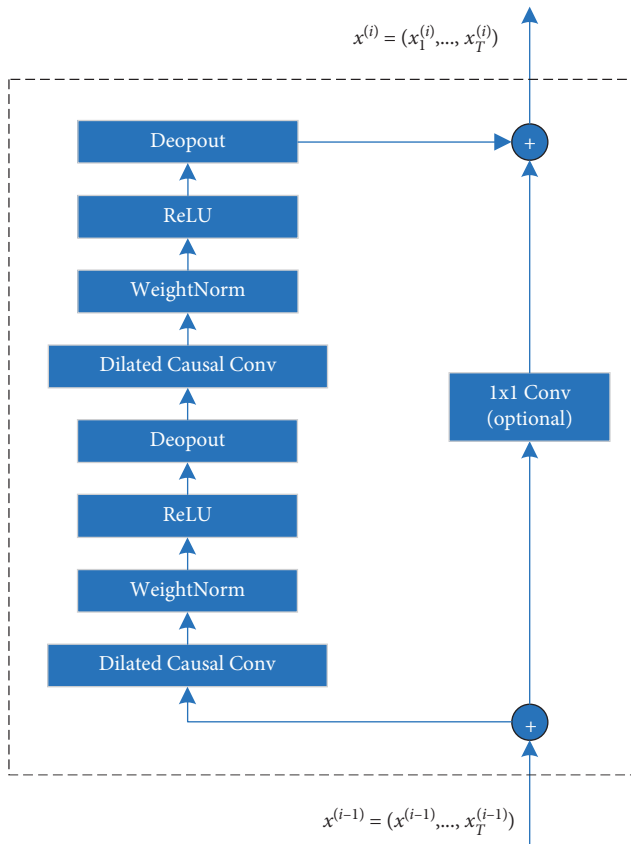 x^(i) = (x_1^(i),..., x_T^(i))
Deopout
+
ReLU
WeightNorm
Dilated Causal Conv
1x1 Conv
(optional)
Deopout
ReLU
WeightNorm
Dilated Causal Conv
+
x^(i–1) = (x^(i–1),..., x_T^(i–1))